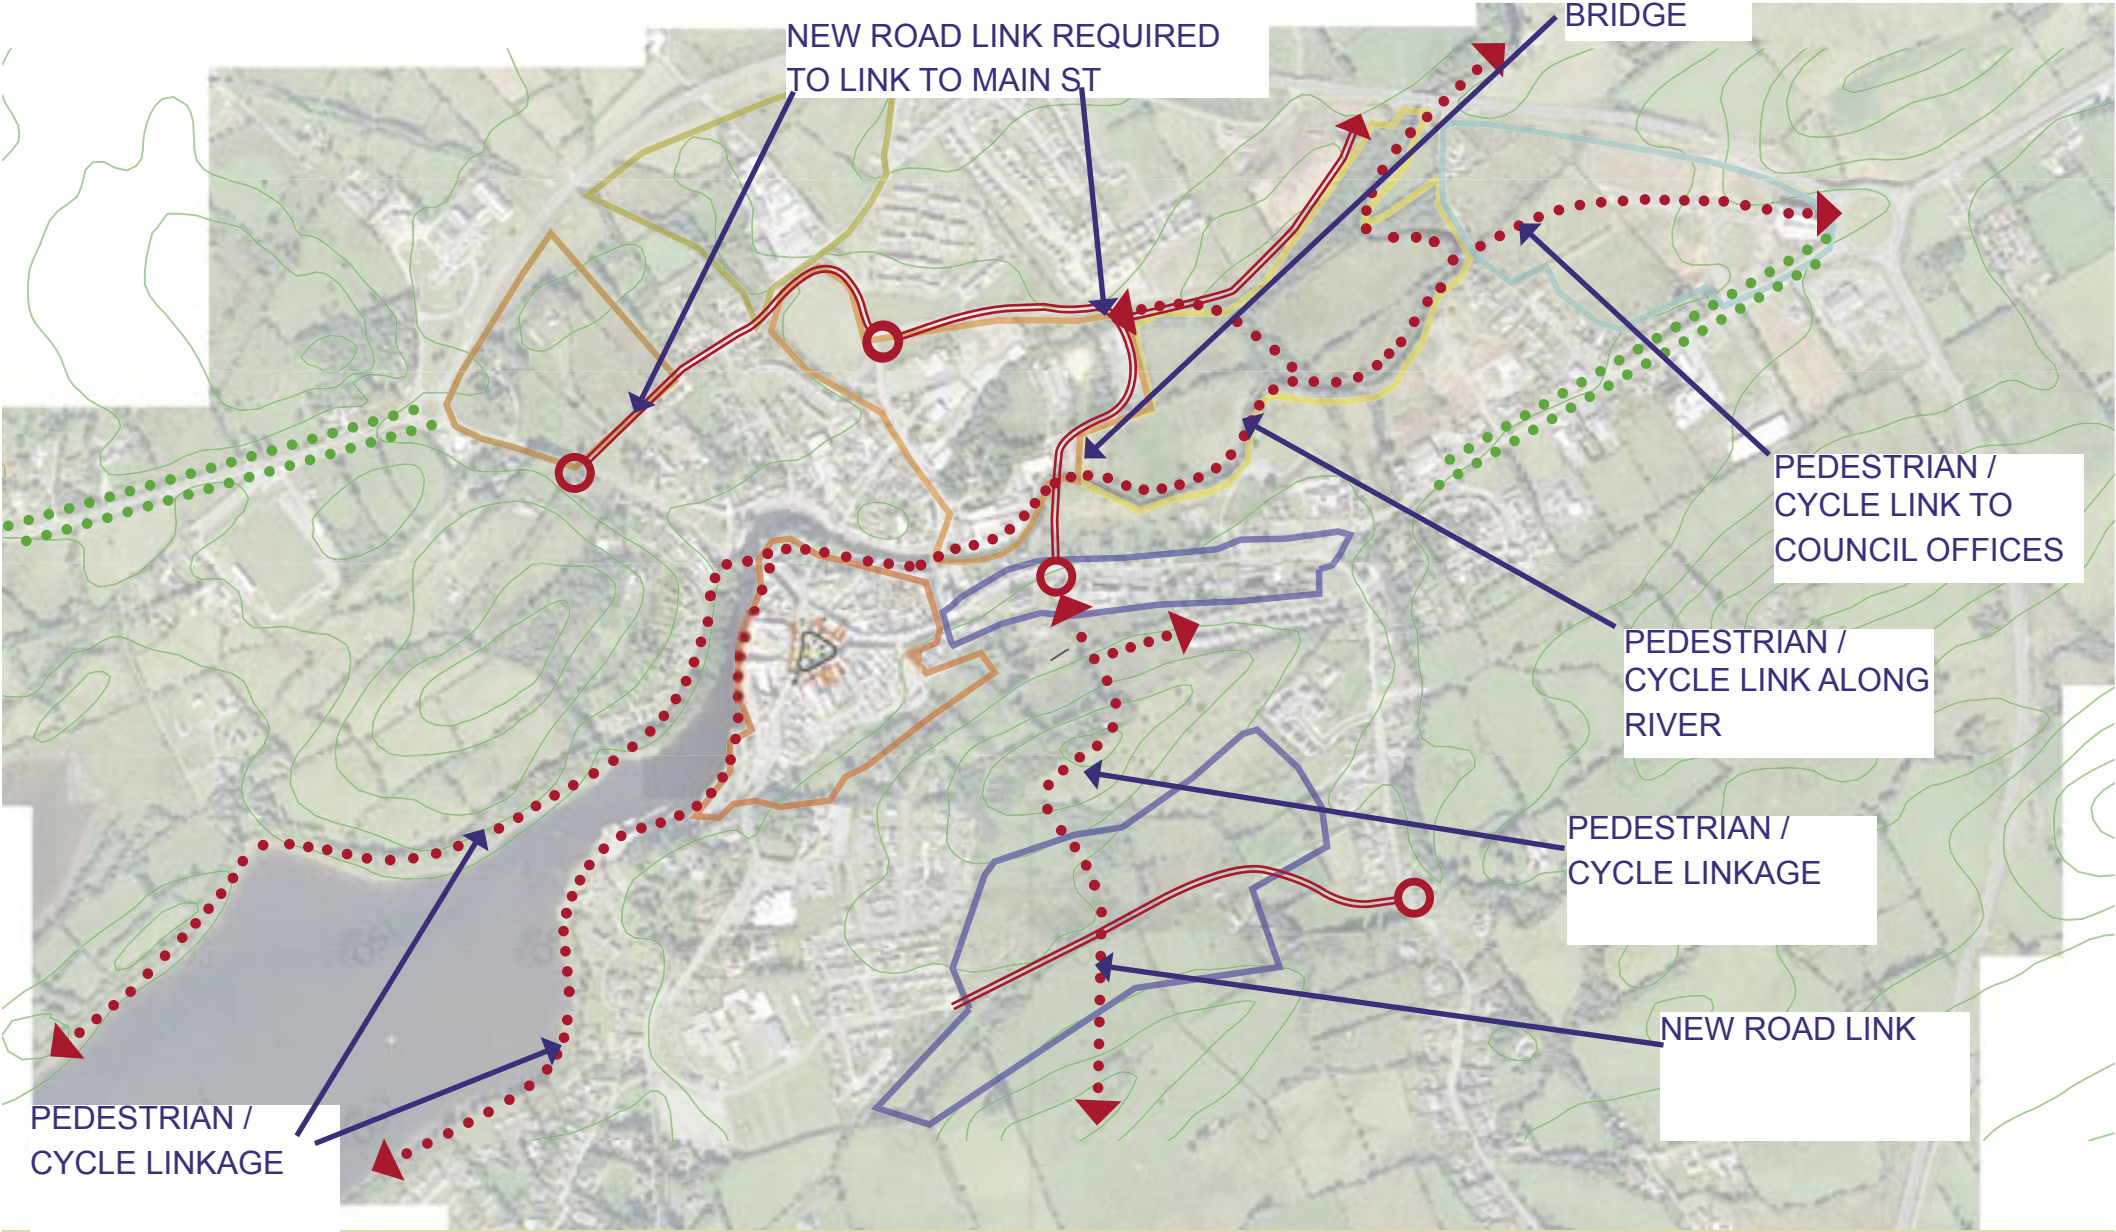 NEW ROAD LINK REQUIRED
TO LINK TO MAIN ST
BRIDGE
PEDESTRIAN /
CYCLE LINK TO
COUNCIL OFFICES
PEDESTRIAN /
CYCLE LINK ALONG
RIVER
PEDESTRIAN /
CYCLE LINKAGE
NEW ROAD LINK
PEDESTRIAN /
CYCLE LINKAGE